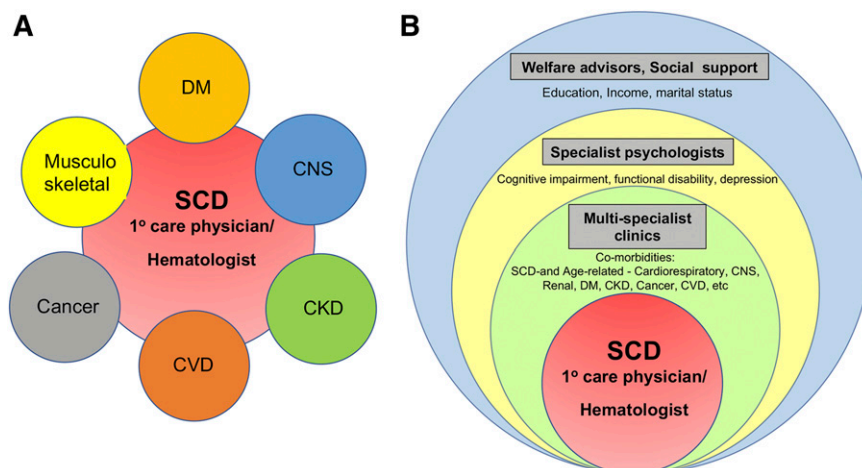 A
DM
CNS
CKD
CVD
Cancer
Musculo
skeletal
SCD
1º care physician/
Hematologist
B
Welfare advisors, Social support
Education, Income, marital status
Specialist psychologists
Cognitive impairment, functional disability, depression
Multi-specialist
clinics
Co-morbidities:
SCD-and Age-related - Cardiorespiratory, CNS,
Renal, DM, CKD, Cancer, CVD, etc
SCD
1º care physician/
Hematologist